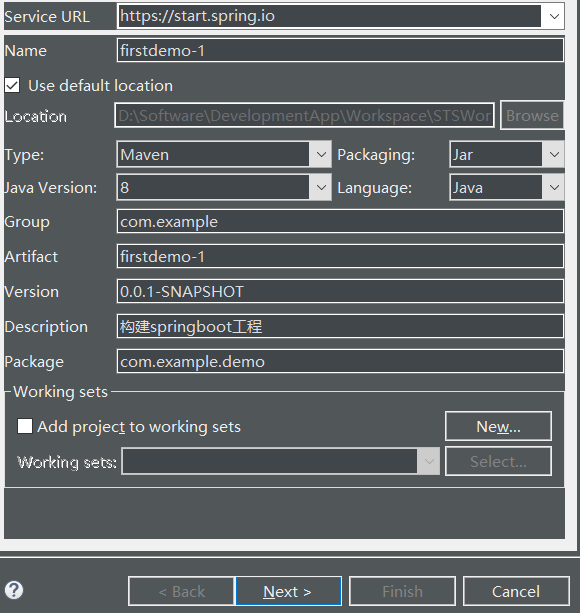 Service URL https://start.spring.io
Name firstdemo-1
Use default location
Location D:\Software\DevelopmentApp\Workspace\STSWor Browse
Type: Maven Packaging: Jar
Java Version: 8 Language: Java
Group com.example
Artifact firstdemo-1
Version 0.0.1-SNAPSHOT
Description 构建springboot工程
Package com.example.demo
Working sets
Add project to working sets New...
Working sets: Select...
? < Back Next > Finish Cancel